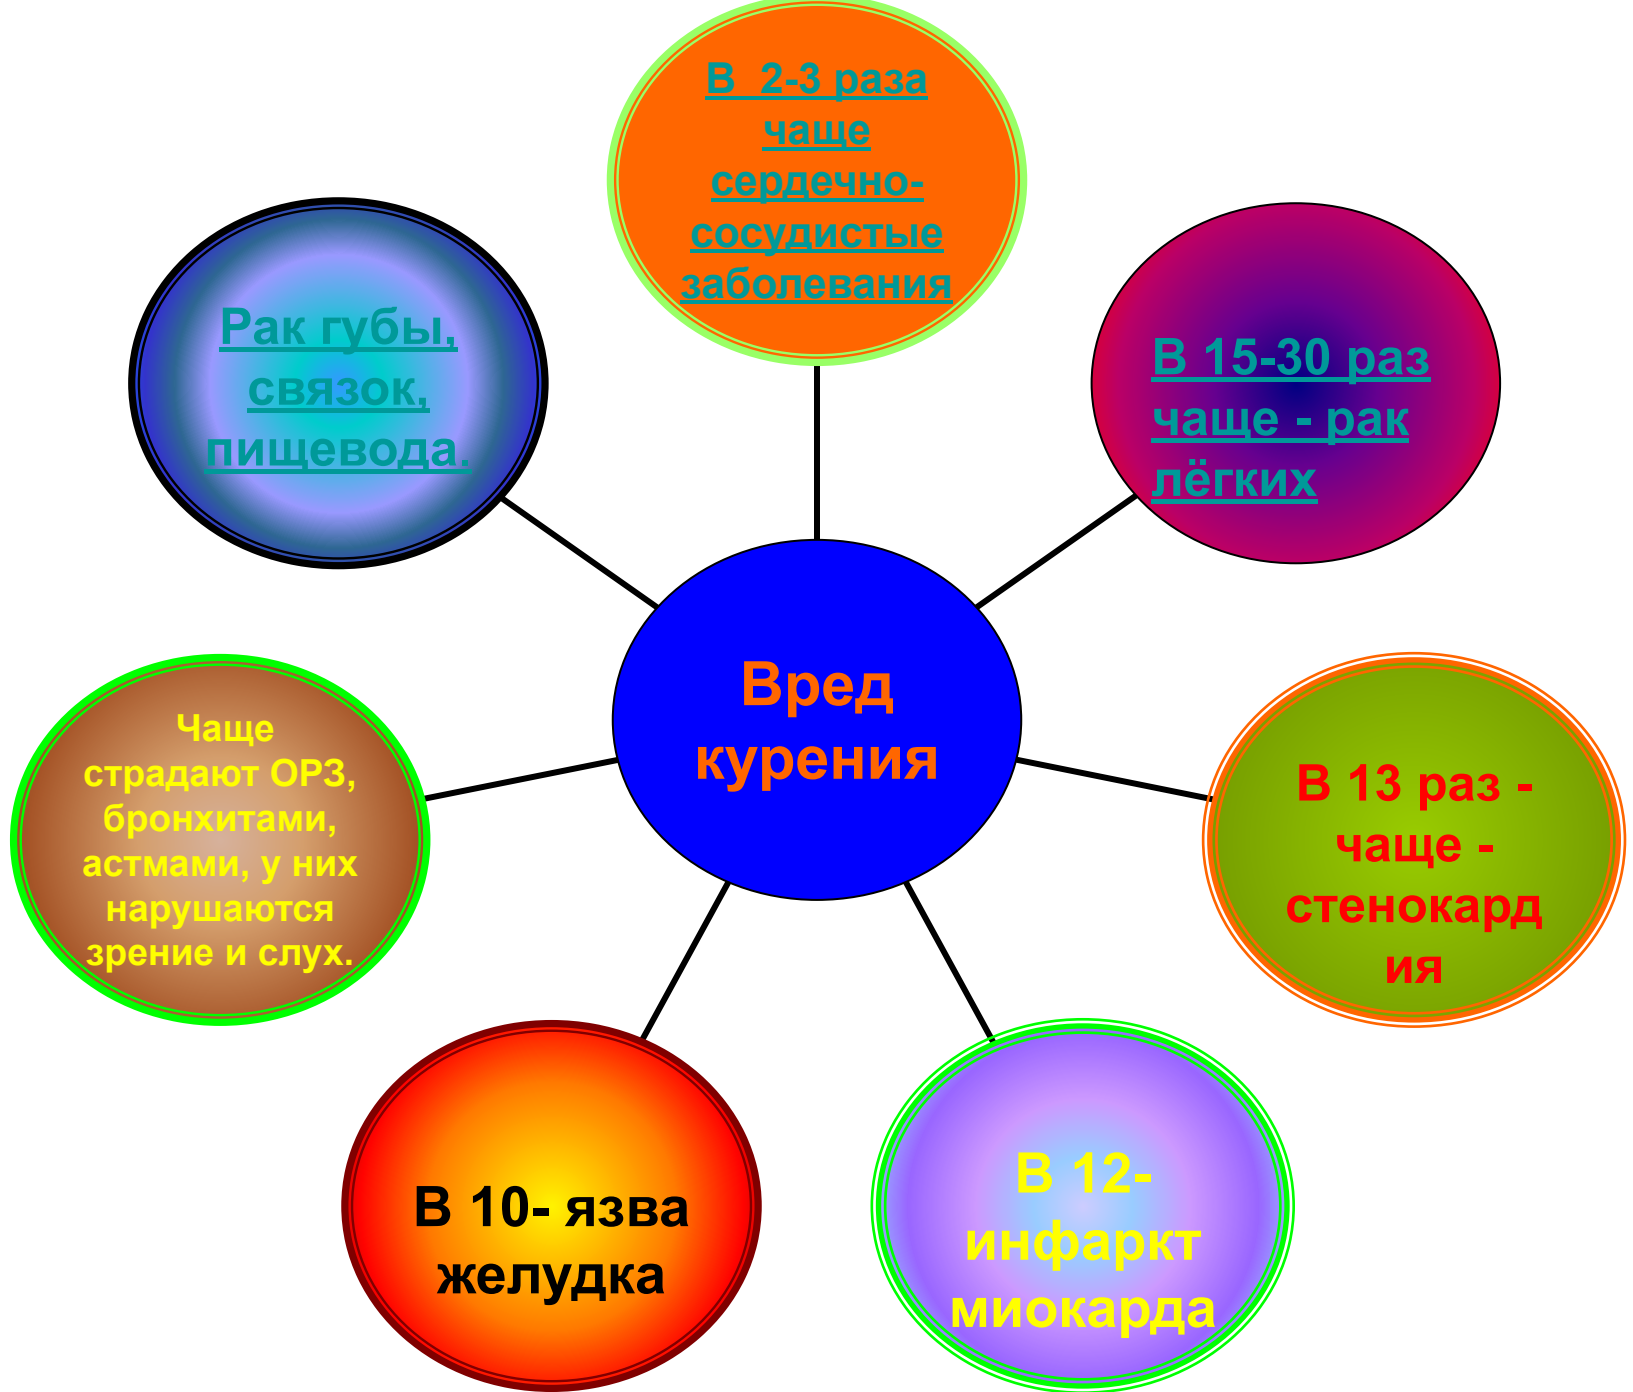 В  2-3 раза
чаще
сердечно-
сосудистые
заболевания
Рак губы,
связок,
пищевода.
В 15-30 раз
чаще - рак
лёгких
Вред
курения
Чаще
страдают ОРЗ,
бронхитами,
астмами, у них
нарушаются
зрение и слух.
В 13 раз -
чаще -
стенокард
ия
В 10- язва
желудка
В 12-
инфаркт
миокарда